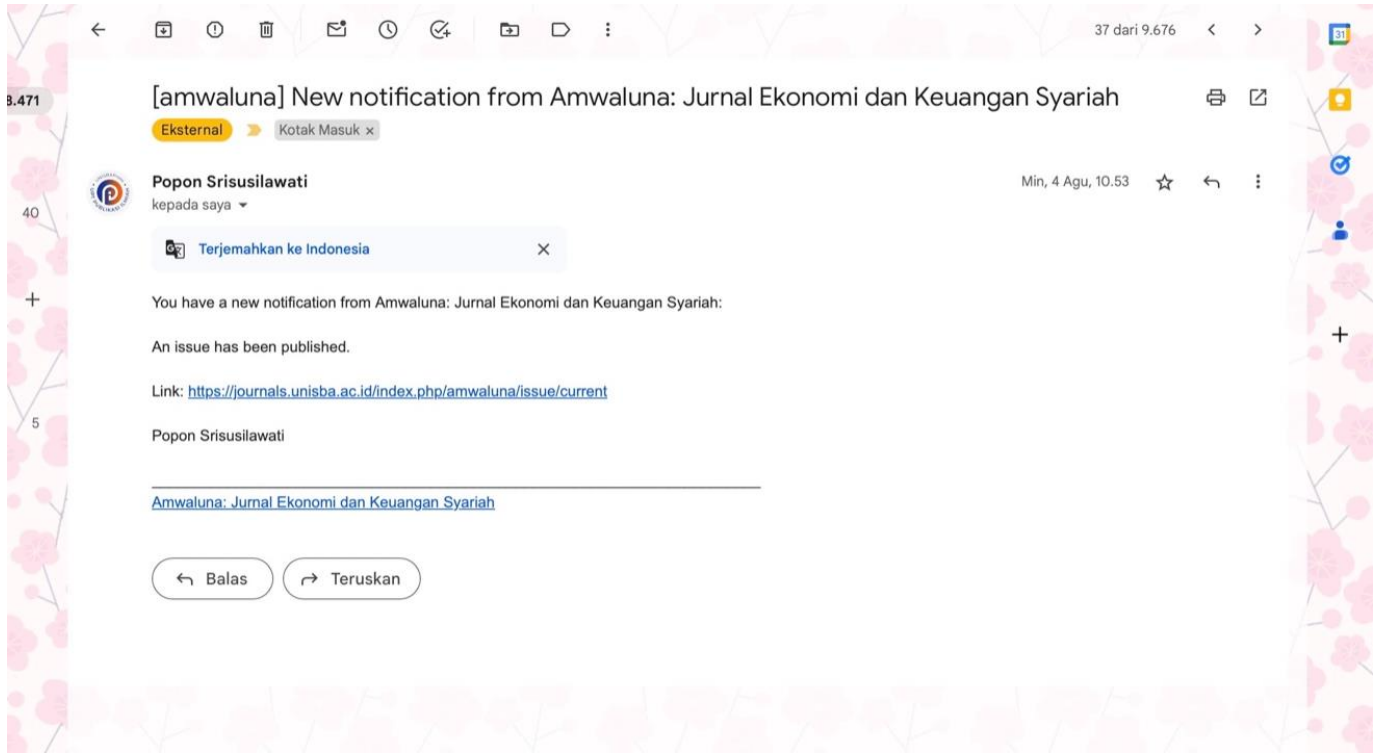 37 dari 9.676
31
3.471
[amwaluna] New notification from Amwaluna: Jurnal Ekonomi dan Keuangan Syariah
Eksternal
Kotak Masuk ×
Popon Srisusilawati
Min, 4 Agu, 10.53
kepada saya
40
Terjemahkan ke Indonesia
You have a new notification from Amwaluna: Jurnal Ekonomi dan Keuangan Syariah:
An issue has been published.
Link: https://journals.unisba.ac.id/index.php/amwaluna/issue/current
5
Popon Srisusilawati
Amwaluna: Jurnal Ekonomi dan Keuangan Syariah
Balas
Teruskan